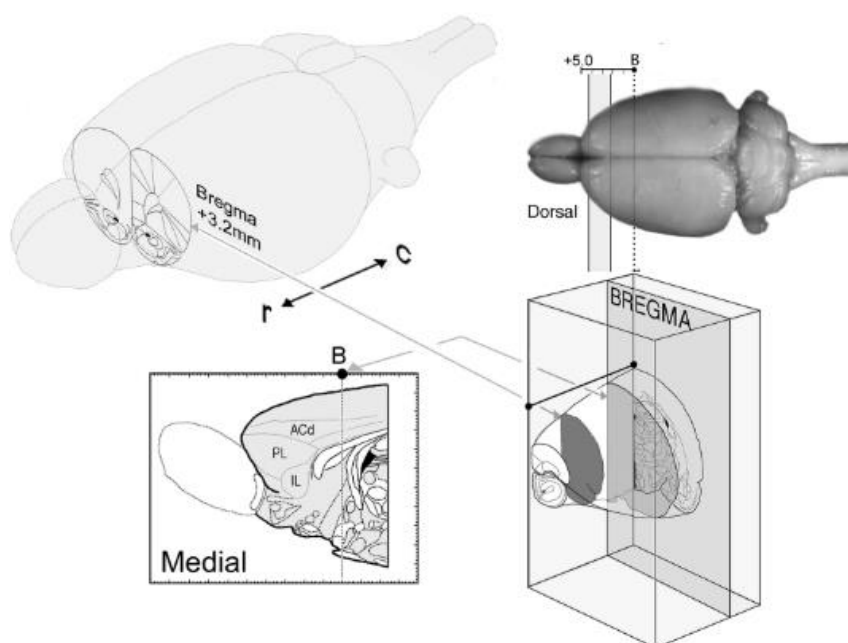 +5.0 B
Bregma
+3.2mm
Dorsal
c
r
BREGMA
B
ACd
PL
IL
Medial